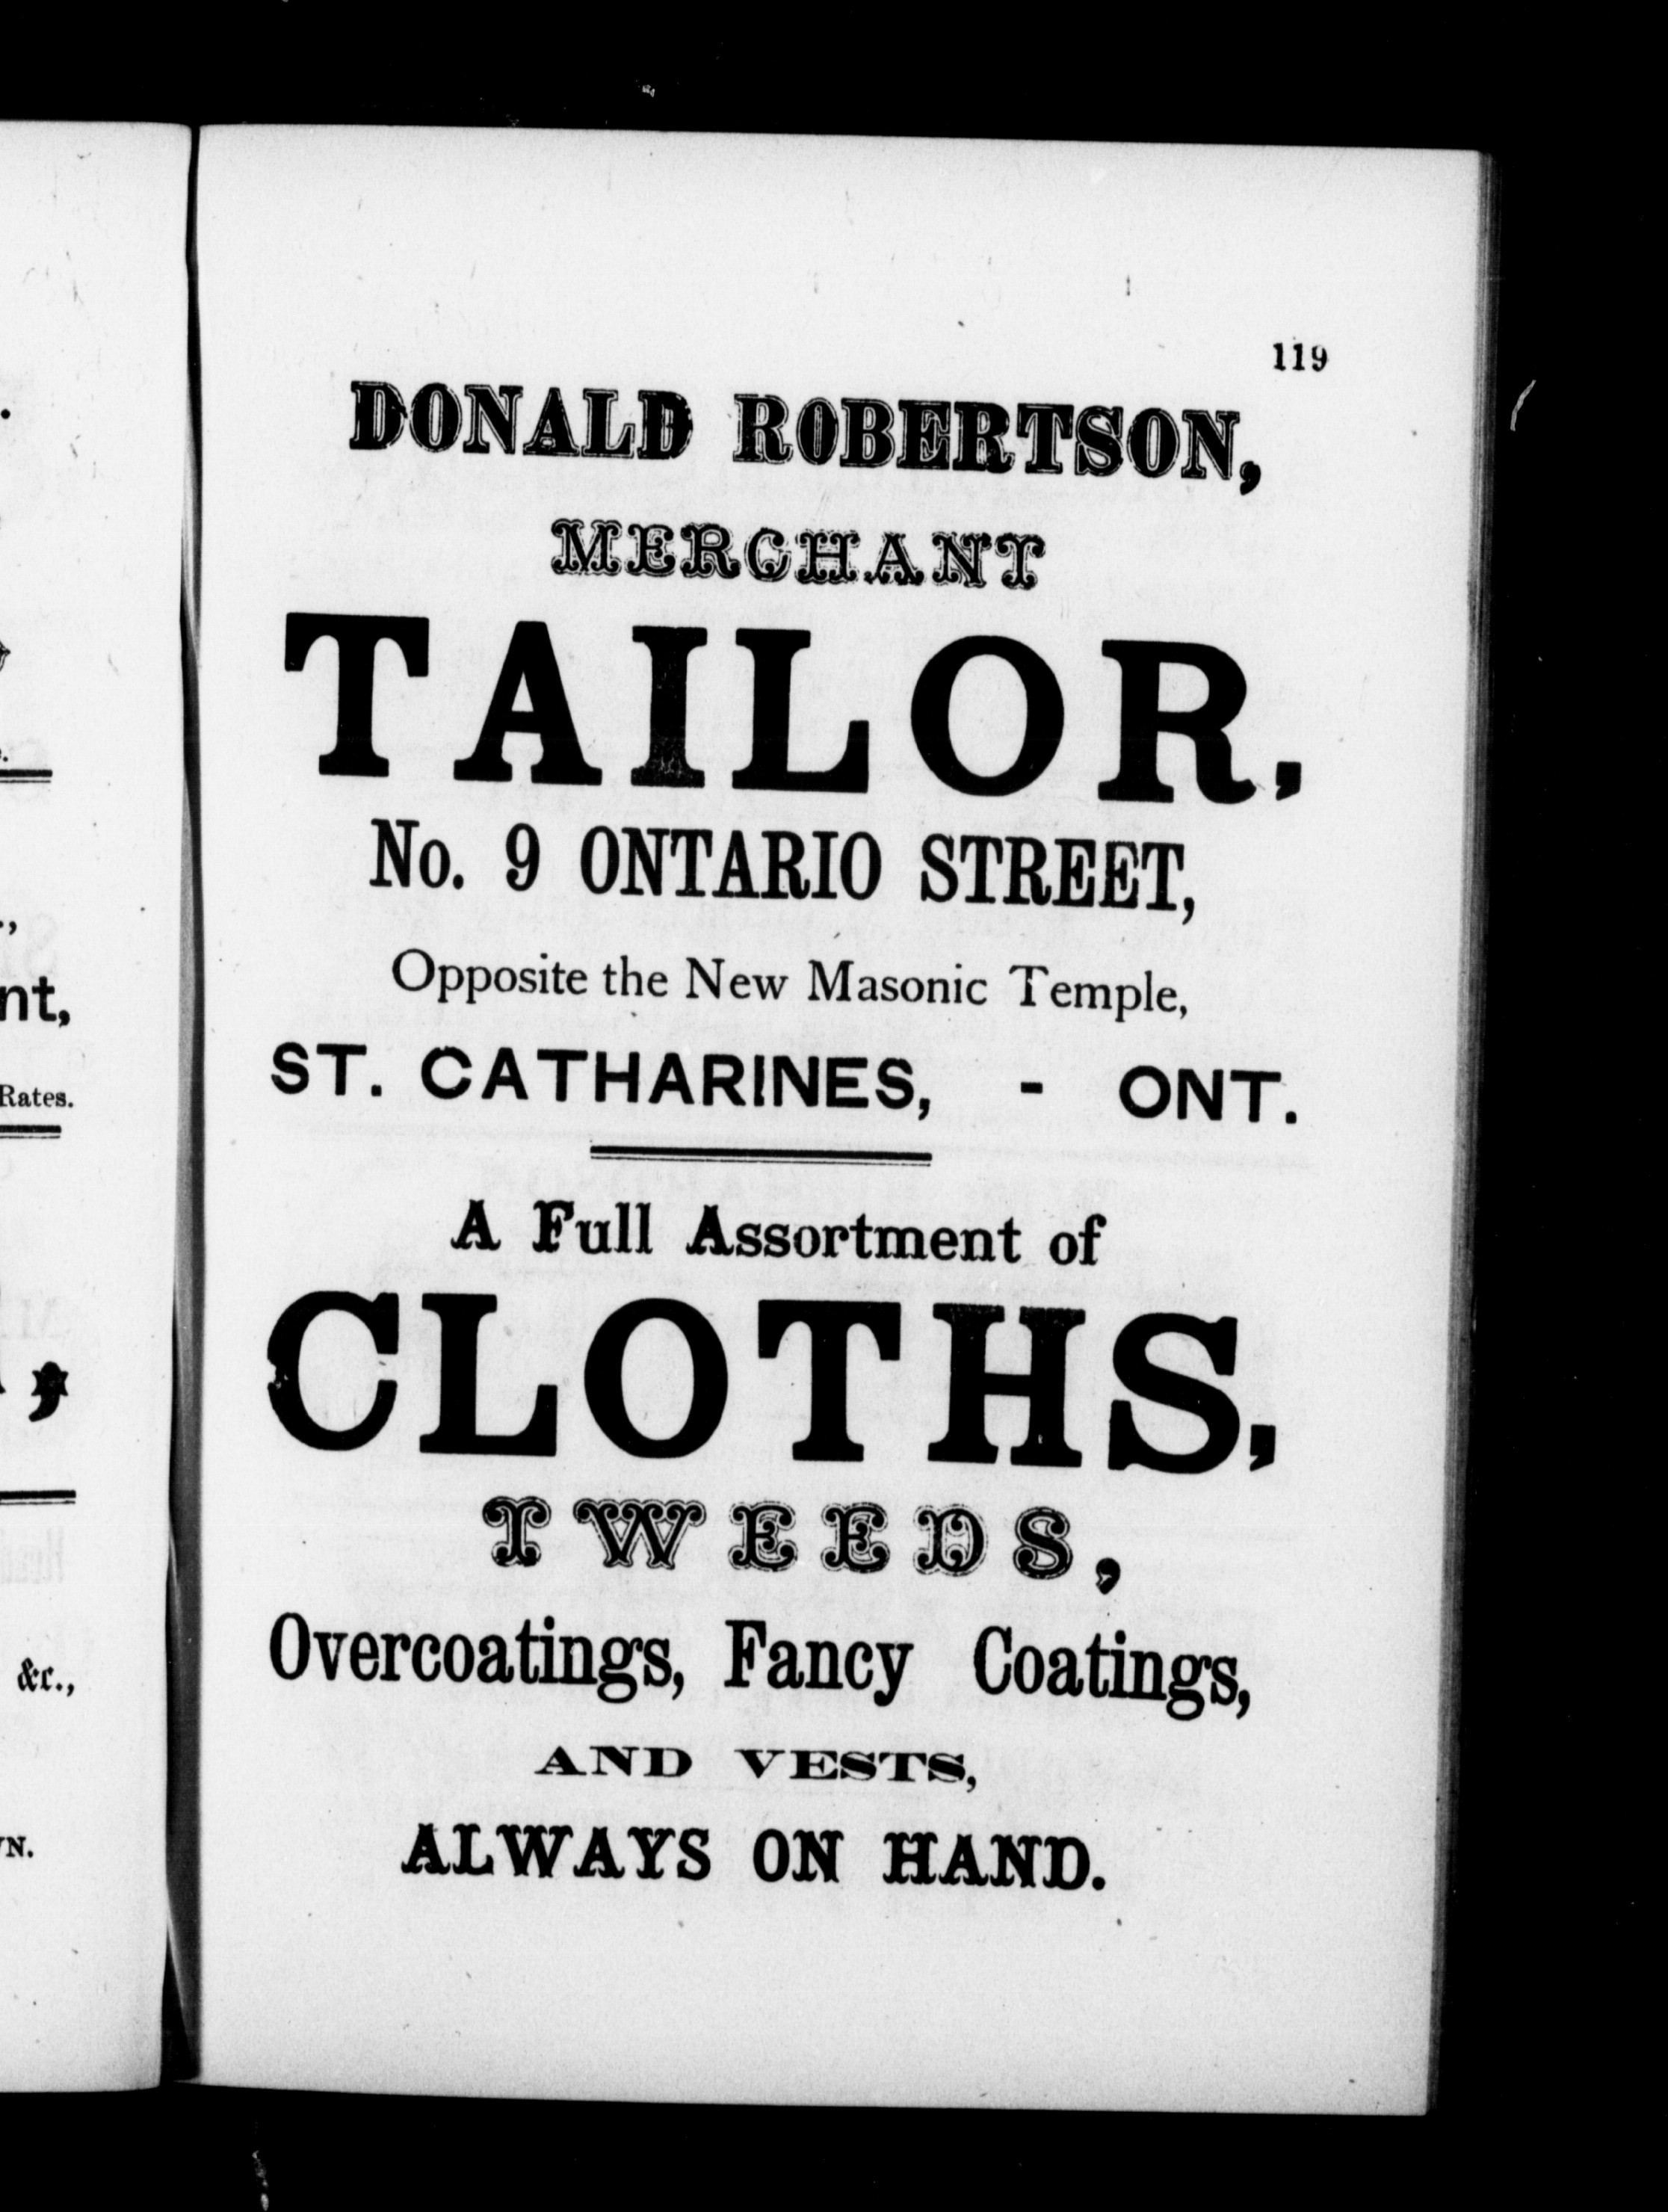 119
DONALD ROBERTSON,
MERCHANT
TAILOR,
No. 9 ONTARIO STREET,
Opposite the New Masonic Temple,
ST. CATHARINES, - ONT.
A Full Assortment of
CLOTHS,
TWEEDS,
Overcoatings, Fancy Coatings,
AND VESTS,
ALWAYS ON HAND.
Rates.
&c.,